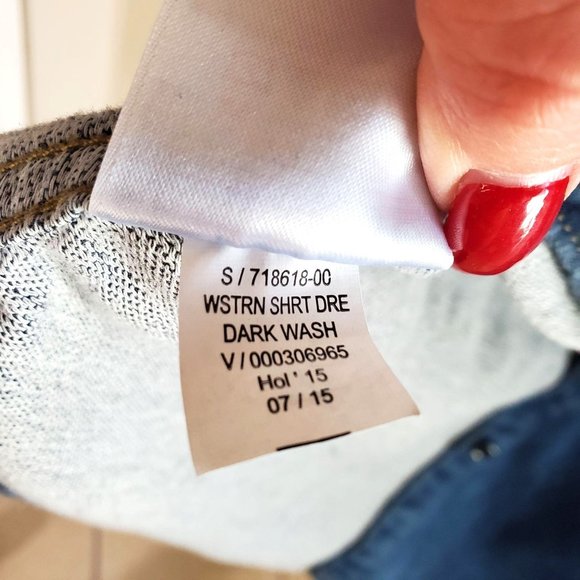 S / 718618-00
WSTRN SHRT DRE
DARK WASH
V / 000306965
Hol ' 15
07 / 15